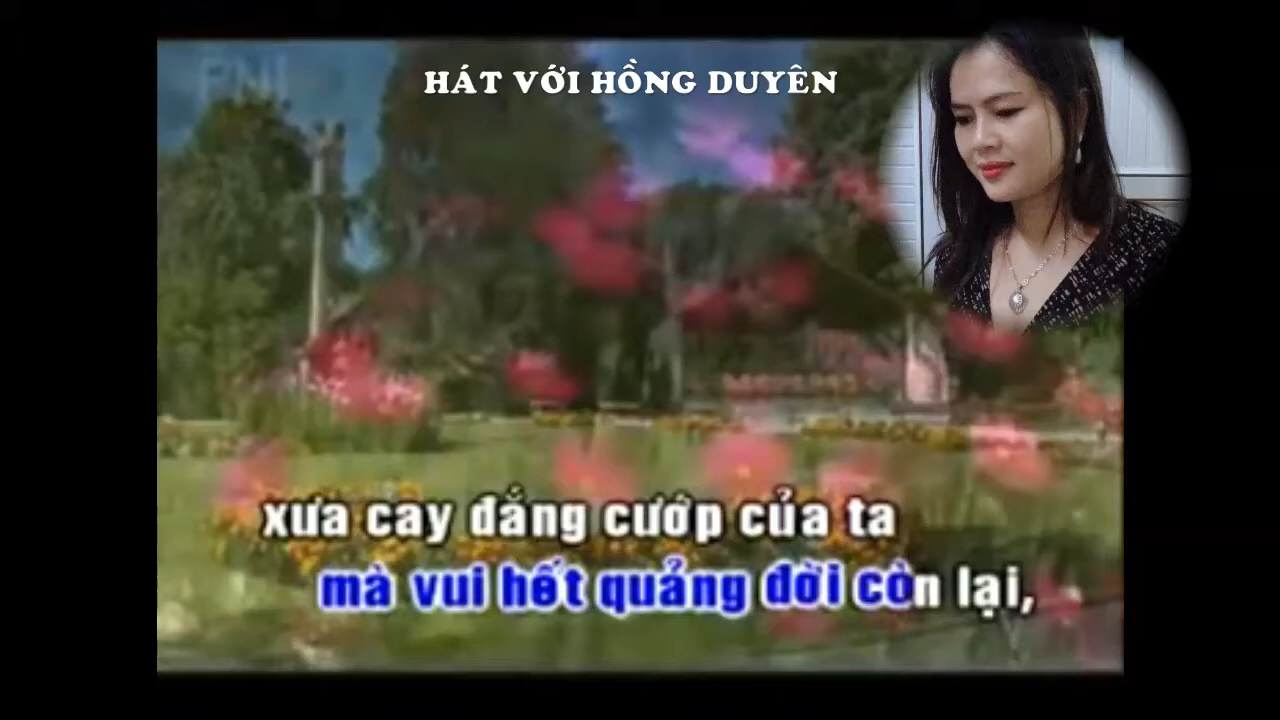 HÁT VỚI HỒNG DUYÊN
xưa cay đắng cướp của ta
mà vui hết quảng đời còn lại,